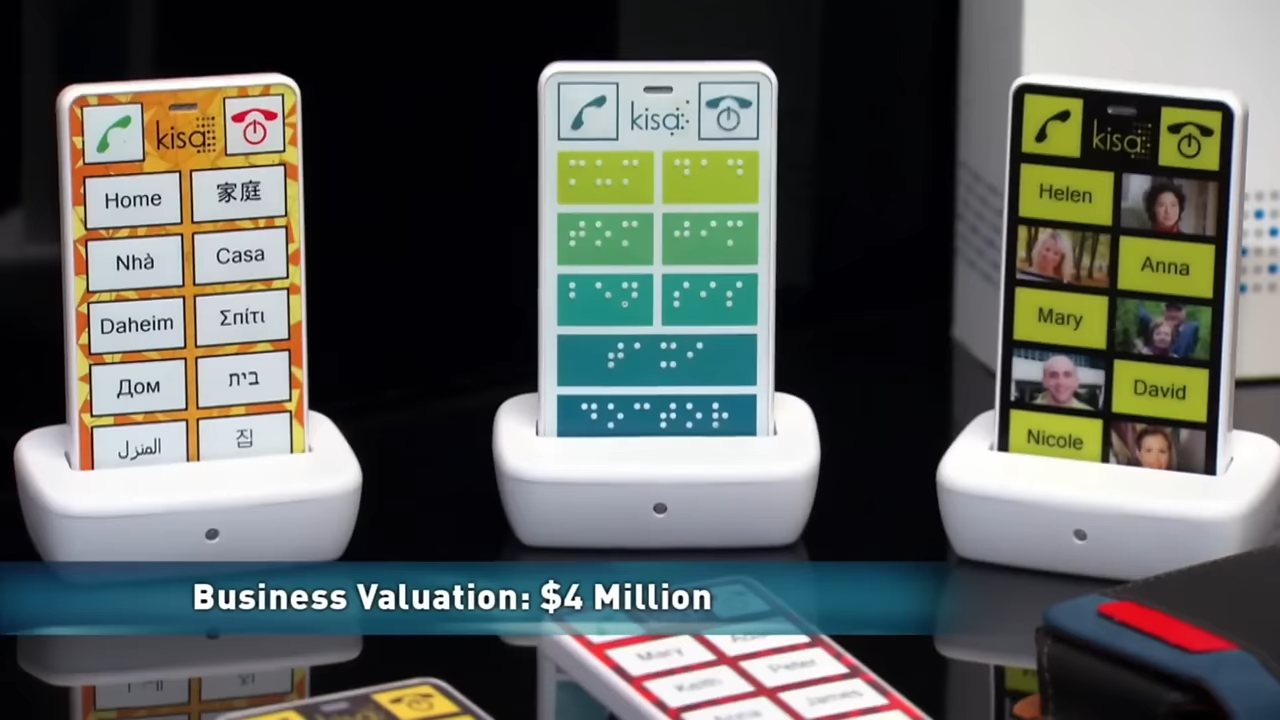 kisa
Home 家庭
Nhà Casa
Daheim Σπίτι
Дом בית
المنزل 집
kisa
kisa
Helen
Anna
Mary
David
Nicole
Business Valuation: $4 Million
Mary
Keith Peter
James